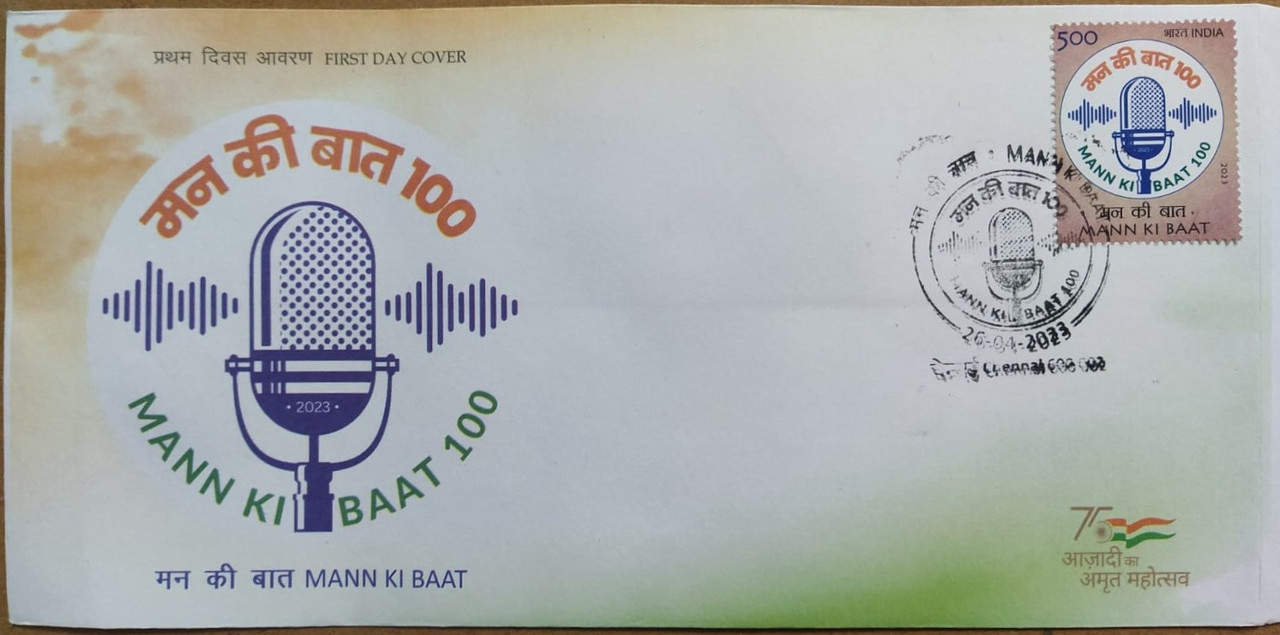 प्रथम दिवस आवरण FIRST DAY COVER
मन की बात 100
• 2023 •
MANN KI BAAT 100
मन की बात MANN KI BAAT
500
भारत INDIA
मन की बात 100
2023
MANN KI BAAT 100
2023
मन की बात
MANN KI BAAT
मन की बात • MANN KI BAAT
मन की बात 100
MANN KI BAAT 100
26-04-2023
Chennai
75
आज़ादी का
अमृत महोत्सव